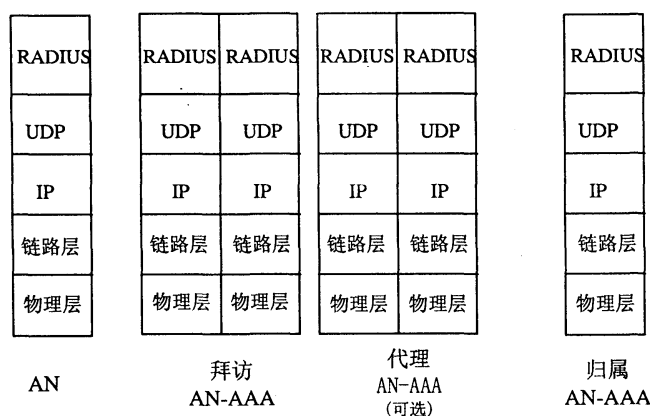 RADIUS RADIUS RADIUS RADIUS RADIUS RADIUS
UDP UDP UDP UDP UDP UDP
IP IP IP IP IP IP
链路层 链路层 链路层 链路层 链路层 链路层
物理层 物理层 物理层 物理层 物理层 物理层
AN
拜访
AN-AAA
代理
AN-AAA
(可选)
归属
AN-AAA